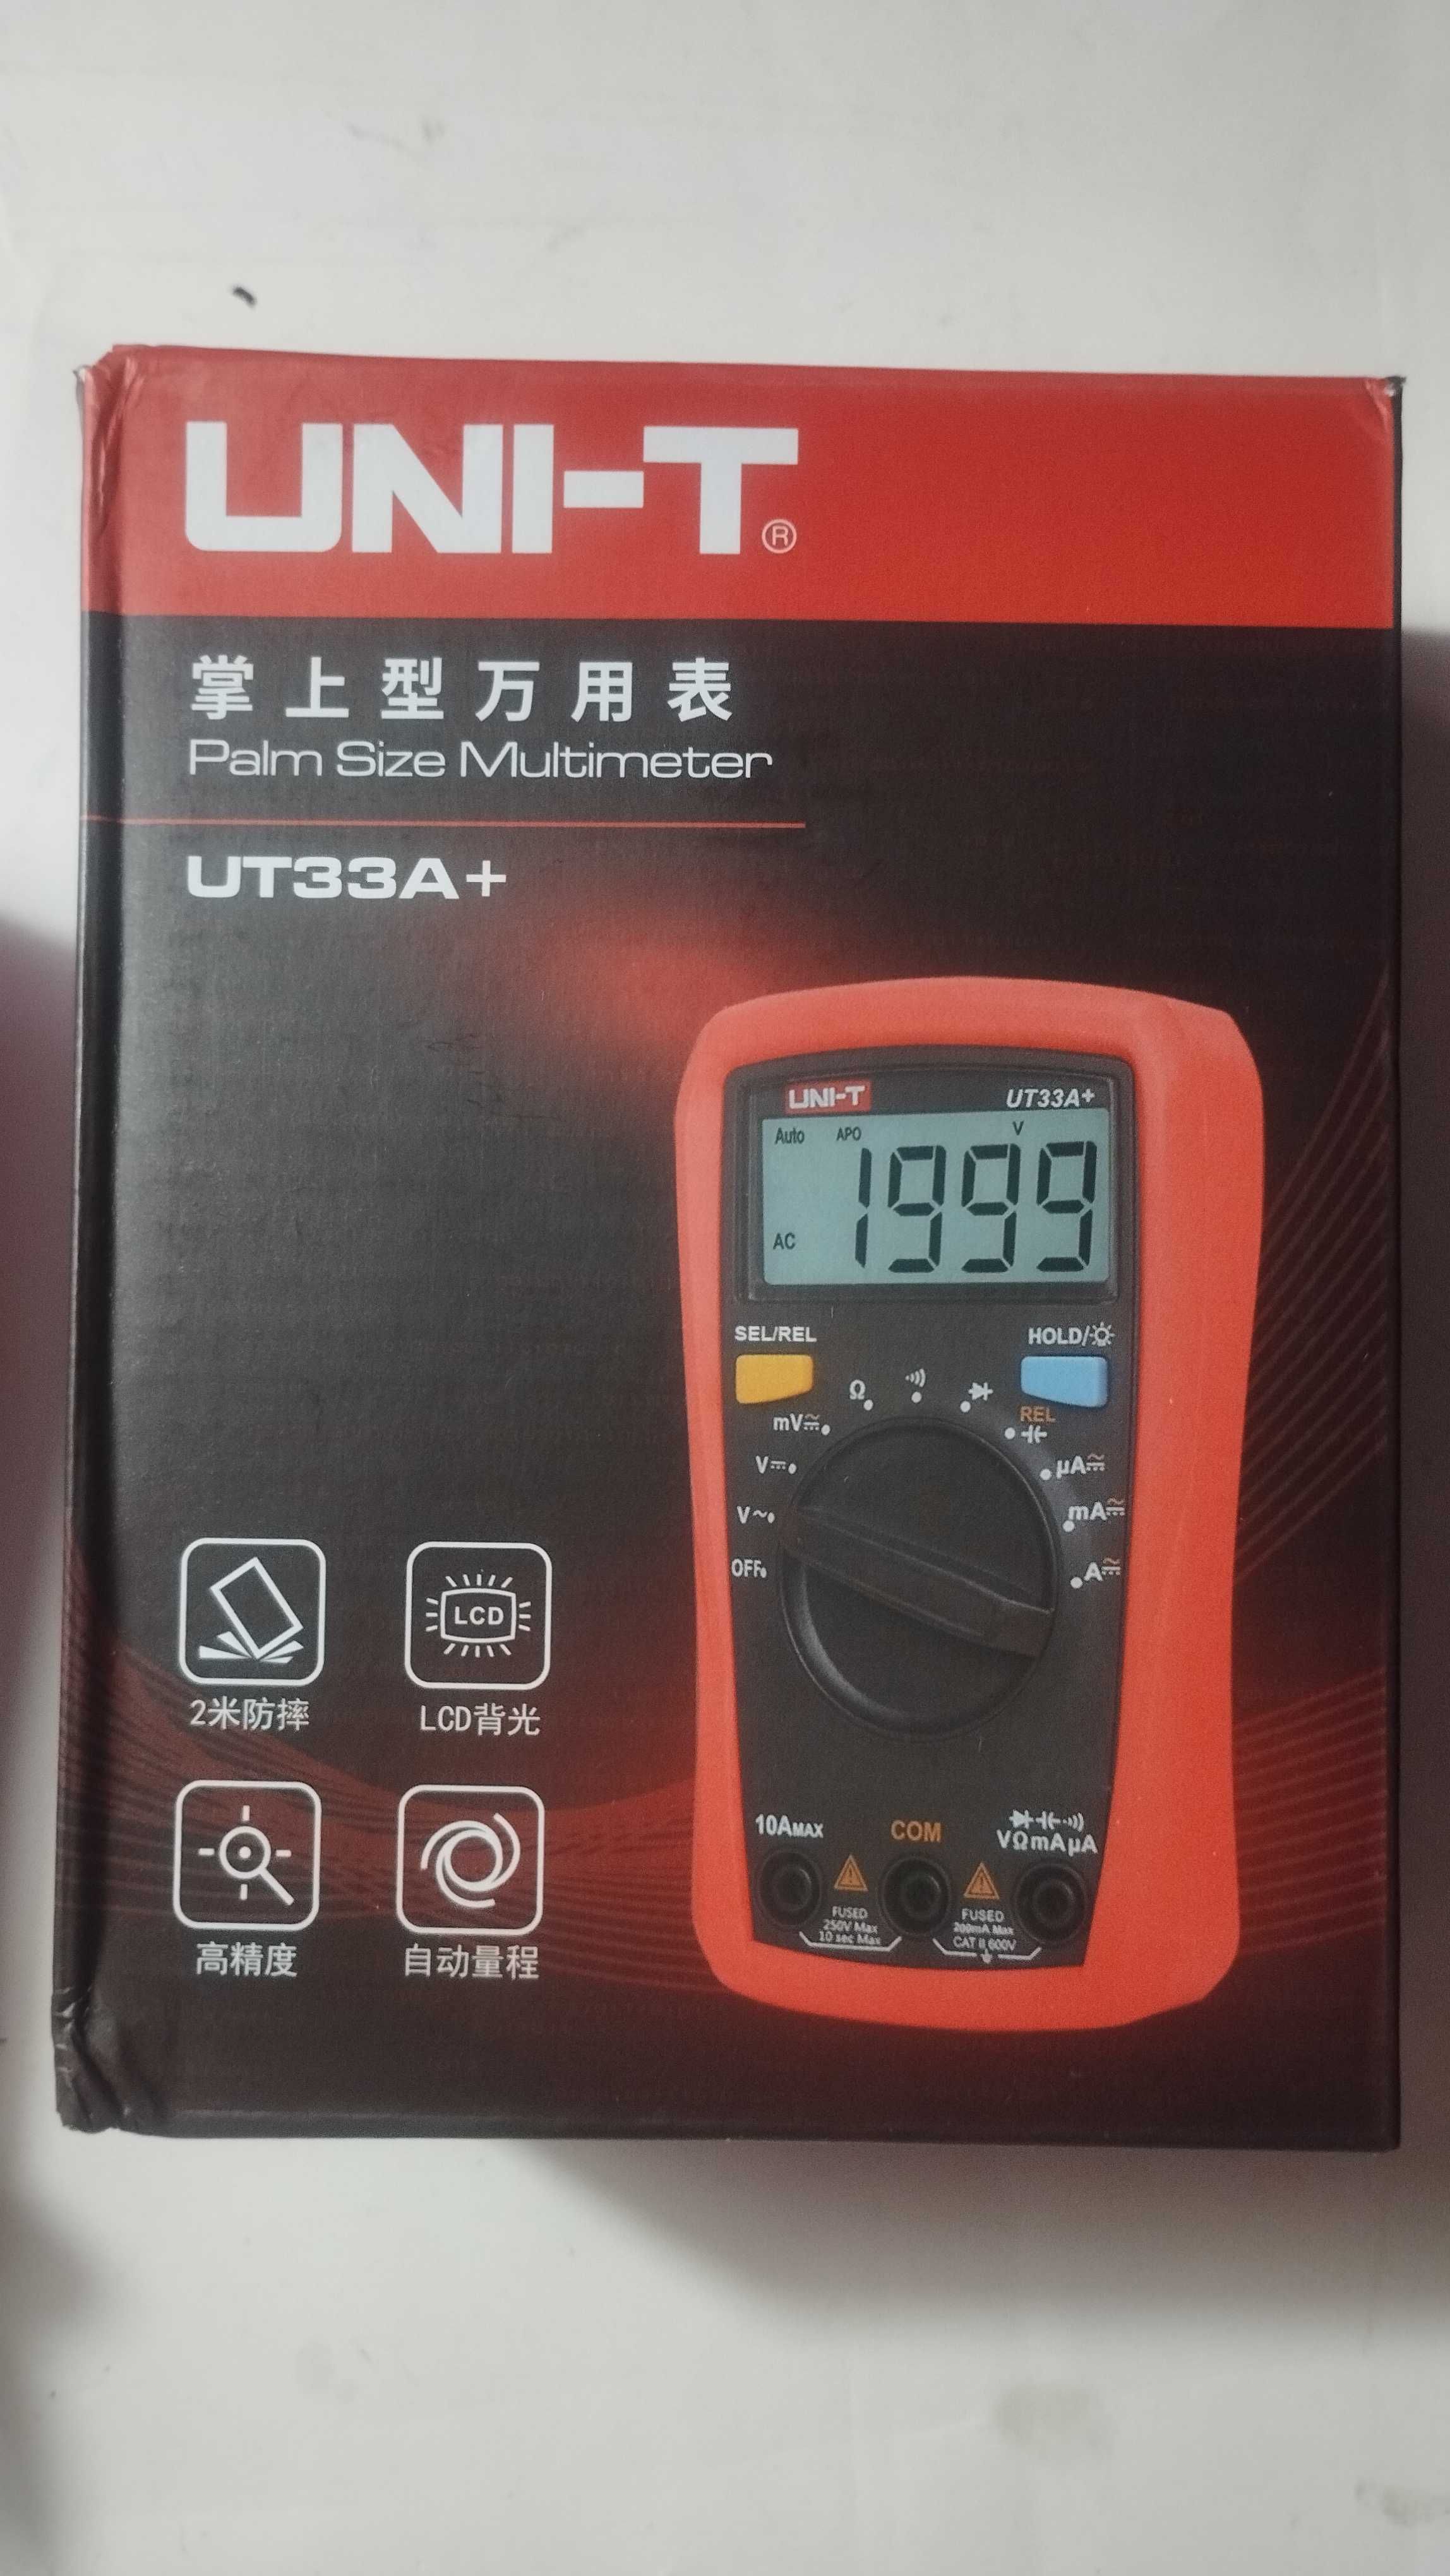 UNI-T®
掌上型万用表
Palm Size Multimeter
UT33A+
UNI-T UT33A+
Auto APO V
1999
AC
SEL/REL HOLD/
Ω
REL
mV
V
V~
OFF
μA
mA
A
2米防摔
LCD
LCD背光
高精度
自动量程
10AMAX
COM
VΩmAμA
FUSED
250V Max
10 sec Max
FUSED
200mA Max
CAT II 600V